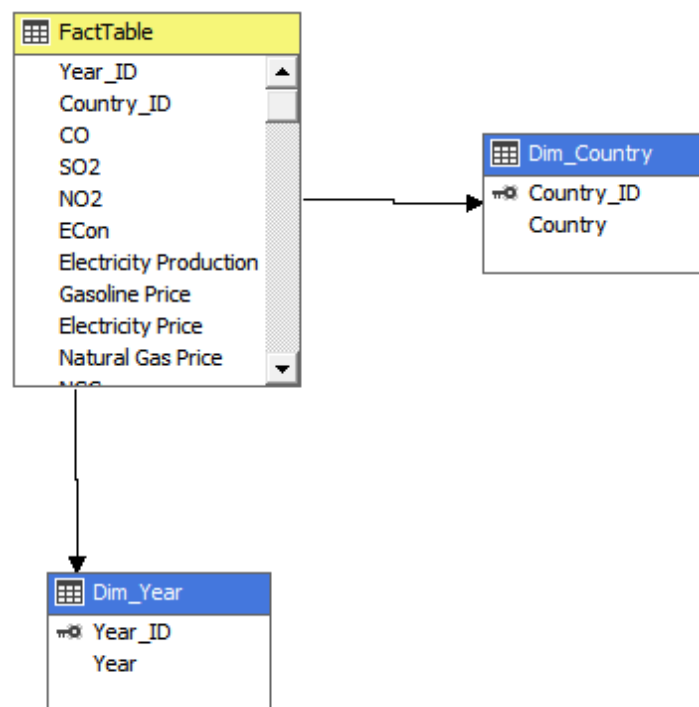 FactTable
Year_ID
Country_ID
CO
SO2
NO2
ECon
Electricity Production
Gasoline Price
Electricity Price
Natural Gas Price
Dim_Country
Country_ID
Country
Dim_Year
Year_ID
Year